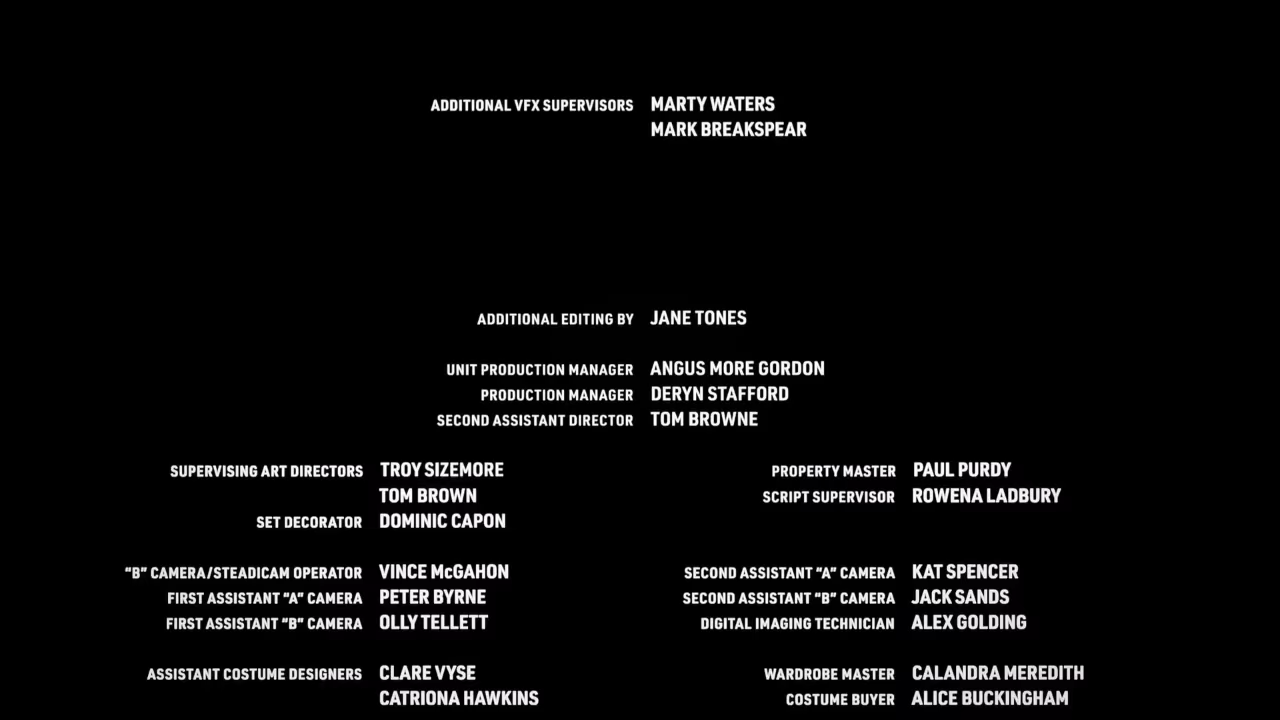 ADDITIONAL VFX SUPERVISORS MARTY WATERS
MARK BREAKSPEAR
ADDITIONAL EDITING BY JANE TONES
UNIT PRODUCTION MANAGER ANGUS MORE GORDON
PRODUCTION MANAGER DERYN STAFFORD
SECOND ASSISTANT DIRECTOR TOM BROWNE
SUPERVISING ART DIRECTORS TROY SIZEMORE
TOM BROWN
SET DECORATOR DOMINIC CAPON
PROPERTY MASTER PAUL PURDY
SCRIPT SUPERVISOR ROWENA LADBURY
“B” CAMERA/STEADICAM OPERATOR VINCE McGAHON
FIRST ASSISTANT “A” CAMERA PETER BYRNE
FIRST ASSISTANT “B” CAMERA OLLY TELLETT
SECOND ASSISTANT “A” CAMERA KAT SPENCER
SECOND ASSISTANT “B” CAMERA JACK SANDS
DIGITAL IMAGING TECHNICIAN ALEX GOLDING
ASSISTANT COSTUME DESIGNERS CLARE VYSE
CATRIONA HAWKINS
WARDROBE MASTER CALANDRA MEREDITH
COSTUME BUYER ALICE BUCKINGHAM